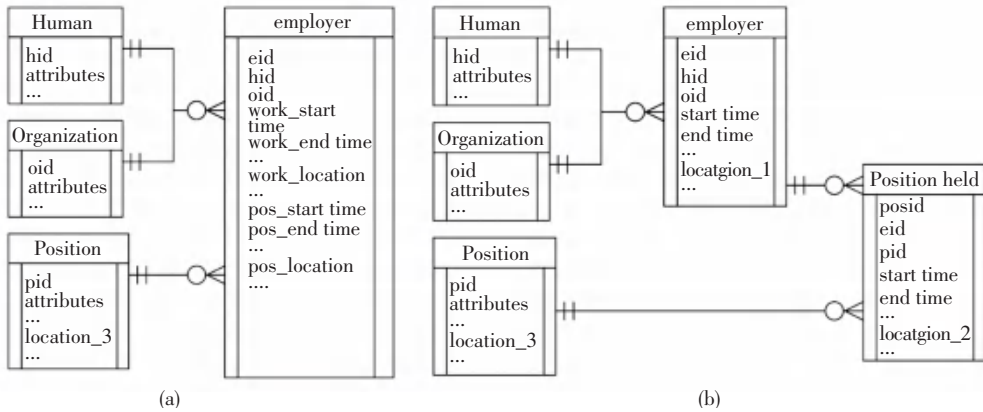 Human
hid
attributes
...
Organization
oid
attributes
...
Position
pid
attributes
...
location_3
...
employer
eid
hid
oid
work_start
time
work_end time
...
work_location
...
pos_start time
pos_end time
...
pos_location
....
(a)
Human
hid
attributes
...
Organization
oid
attributes
...
Position
pid
attributes
...
location_3
...
employer
eid
hid
oid
start time
end time
...
locatgion_1
...
Position held
posid
eid
pid
start time
end time
...
locatgion_2
...
(b)